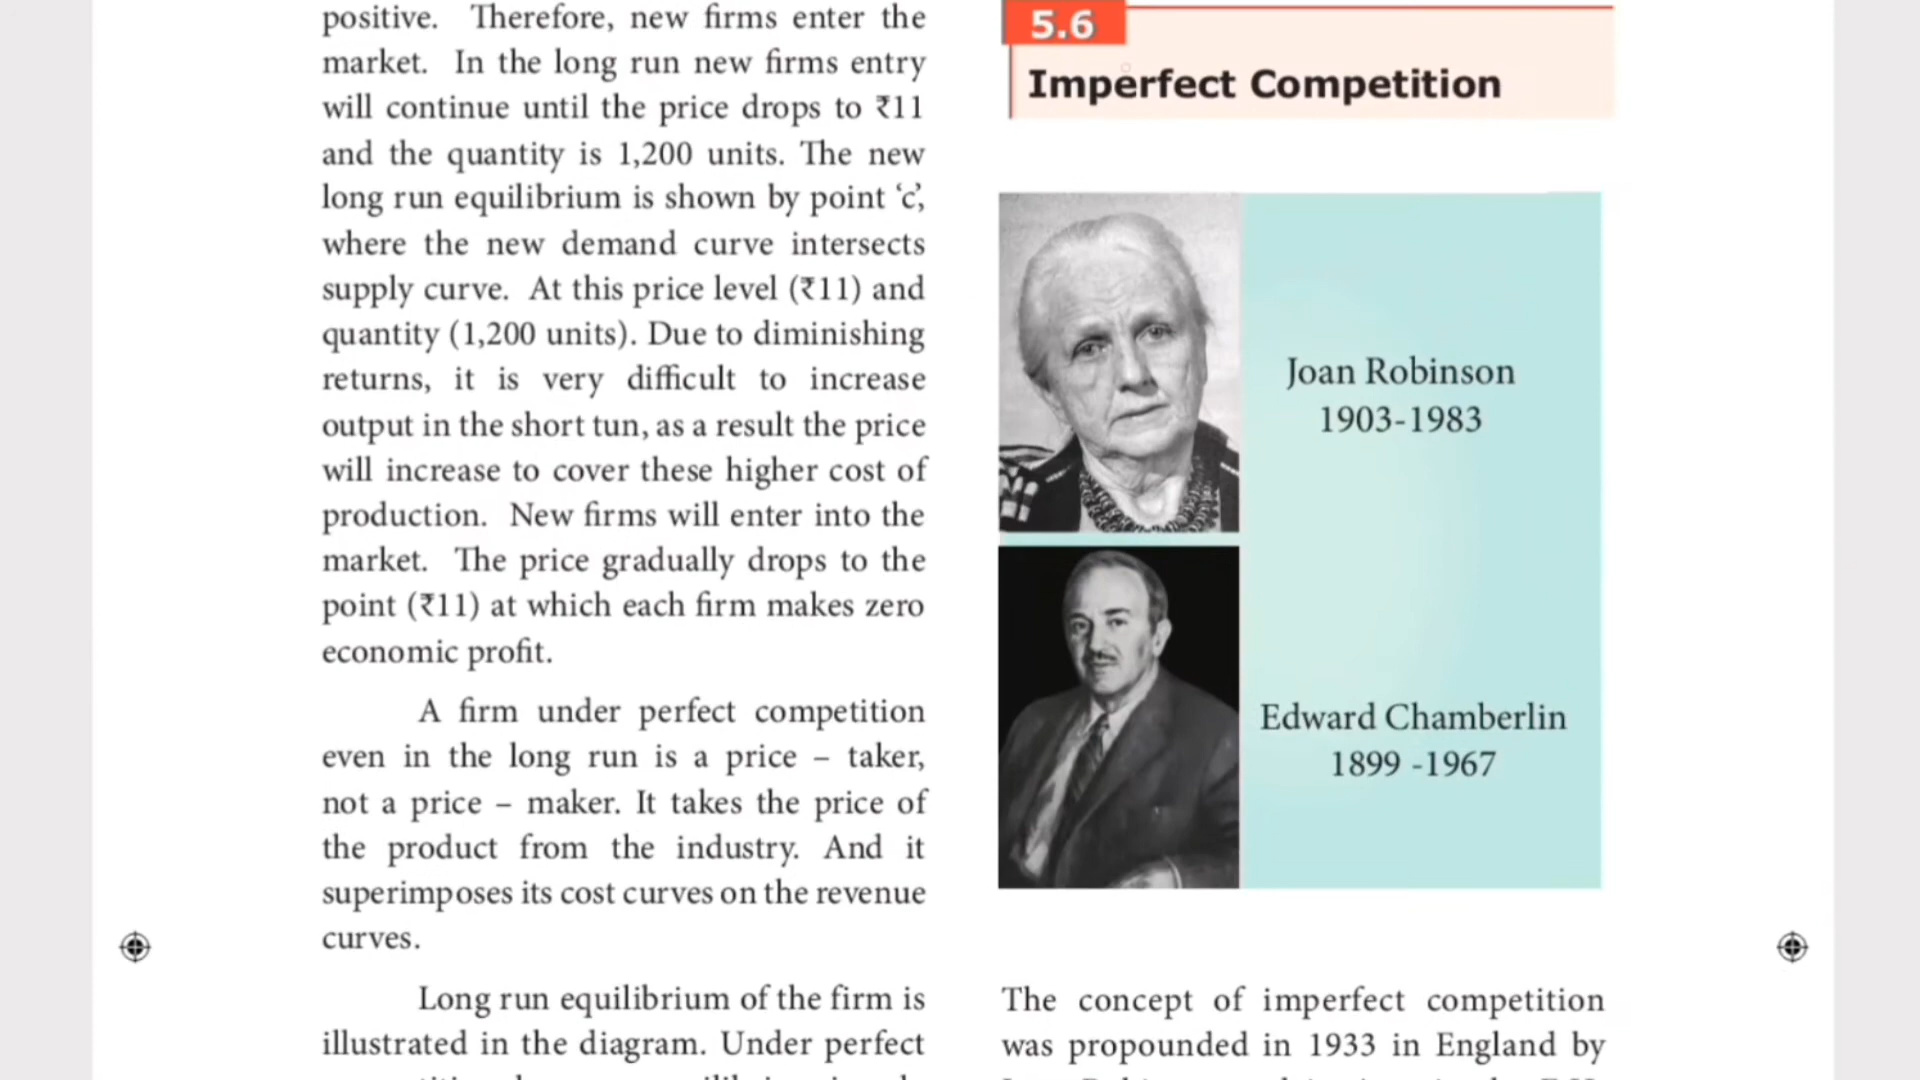 positive. Therefore, new firms enter the
market. In the long run new firms entry
will continue until the price drops to ₹11
and the quantity is 1,200 units. The new
long run equilibrium is shown by point ‘c’,
where the new demand curve intersects
supply curve. At this price level (₹11) and
quantity (1,200 units). Due to diminishing
returns, it is very difficult to increase
output in the short tun, as a result the price
will increase to cover these higher cost of
production. New firms will enter into the
market. The price gradually drops to the
point (₹11) at which each firm makes zero
economic profit.
A firm under perfect competition
even in the long run is a price – taker,
not a price – maker. It takes the price of
the product from the industry. And it
superimposes its cost curves on the revenue
curves.
Long run equilibrium of the firm is
illustrated in the diagram. Under perfect
5.6
Imperfect Competition
Joan Robinson
1903-1983
Edward Chamberlin
1899 -1967
The concept of imperfect competition
was propounded in 1933 in England by